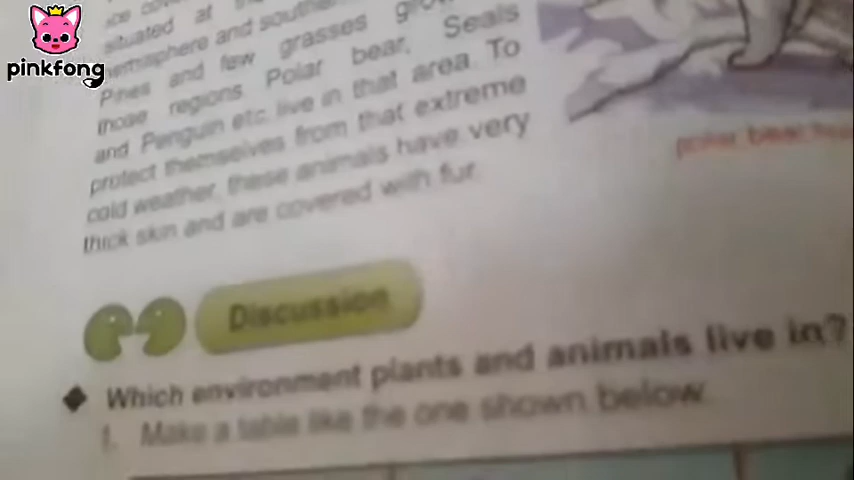 pinkfong
situated at
hemisphere and southern
Pines and few grasses grow
those regions. Polar bear, Seals
and Penguin etc. live in that area. To
protect themselves from that extreme
cold weather, these animals have very
thick skin and are covered with fur.
Discussion
Which environment plants and animals live in?
1. Make a table like the one shown below.